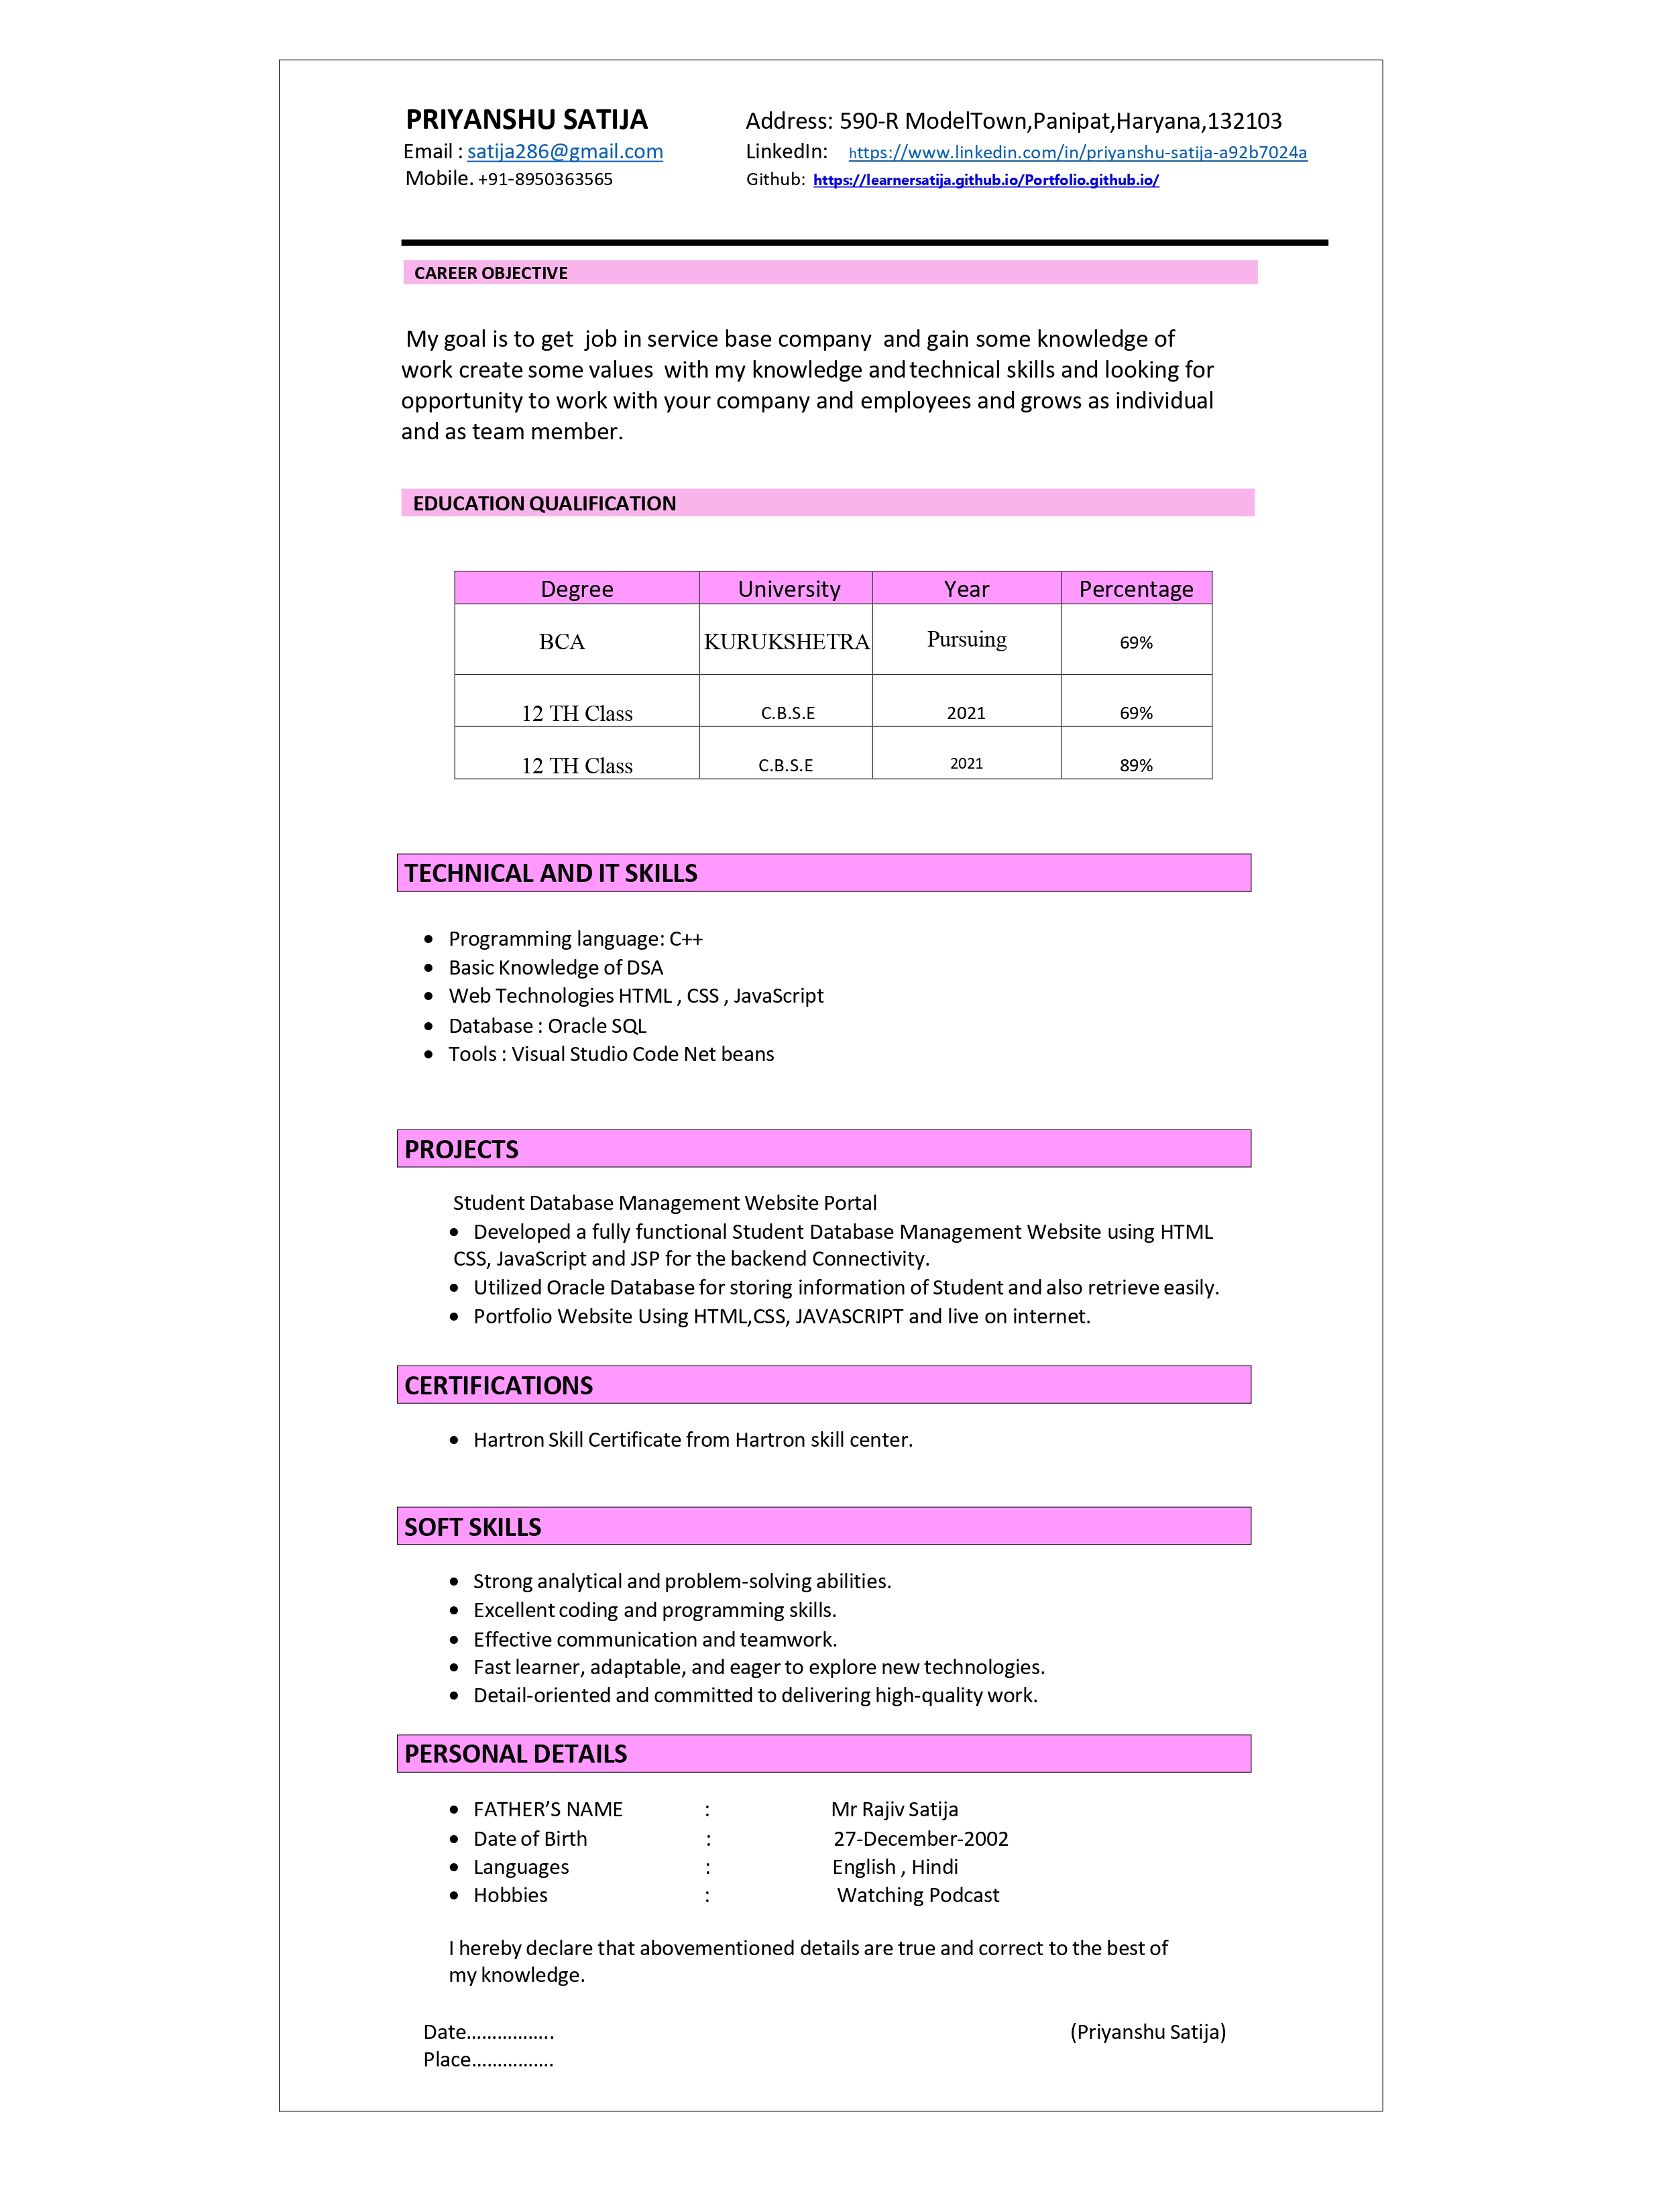 PRIYANSHU SATIJA
Address: 590-R ModelTown,Panipat,Haryana,132103
Email : satija286@gmail.com
LinkedIn: https://www.linkedin.com/in/priyanshu-satija-a92b7024a
Mobile. +91-8950363565
Github: https://learnersatija.github.io/Portfolio.github.io/
CAREER OBJECTIVE
My goal is to get job in service base company and gain some knowledge of
work create some values with my knowledge and technical skills and looking for
opportunity to work with your company and employees and grows as individual
and as team member.
EDUCATION QUALIFICATION
Degree University Year Percentage
BCA KURUKSHETRA Pursuing 69%
12 TH Class C.B.S.E 2021 69%
12 TH Class C.B.S.E 2021 89%
TECHNICAL AND IT SKILLS
• Programming language: C++
• Basic Knowledge of DSA
• Web Technologies HTML , CSS , JavaScript
• Database : Oracle SQL
• Tools : Visual Studio Code Net beans
PROJECTS
Student Database Management Website Portal
• Developed a fully functional Student Database Management Website using HTML
CSS, JavaScript and JSP for the backend Connectivity.
• Utilized Oracle Database for storing information of Student and also retrieve easily.
• Portfolio Website Using HTML,CSS, JAVASCRIPT and live on internet.
CERTIFICATIONS
• Hartron Skill Certificate from Hartron skill center.
SOFT SKILLS
• Strong analytical and problem-solving abilities.
• Excellent coding and programming skills.
• Effective communication and teamwork.
• Fast learner, adaptable, and eager to explore new technologies.
• Detail-oriented and committed to delivering high-quality work.
PERSONAL DETAILS
• FATHER’S NAME : Mr Rajiv Satija
• Date of Birth : 27-December-2002
• Languages : English , Hindi
• Hobbies : Watching Podcast
I hereby declare that abovementioned details are true and correct to the best of
my knowledge.
Date................ (Priyanshu Satija)
Place...............